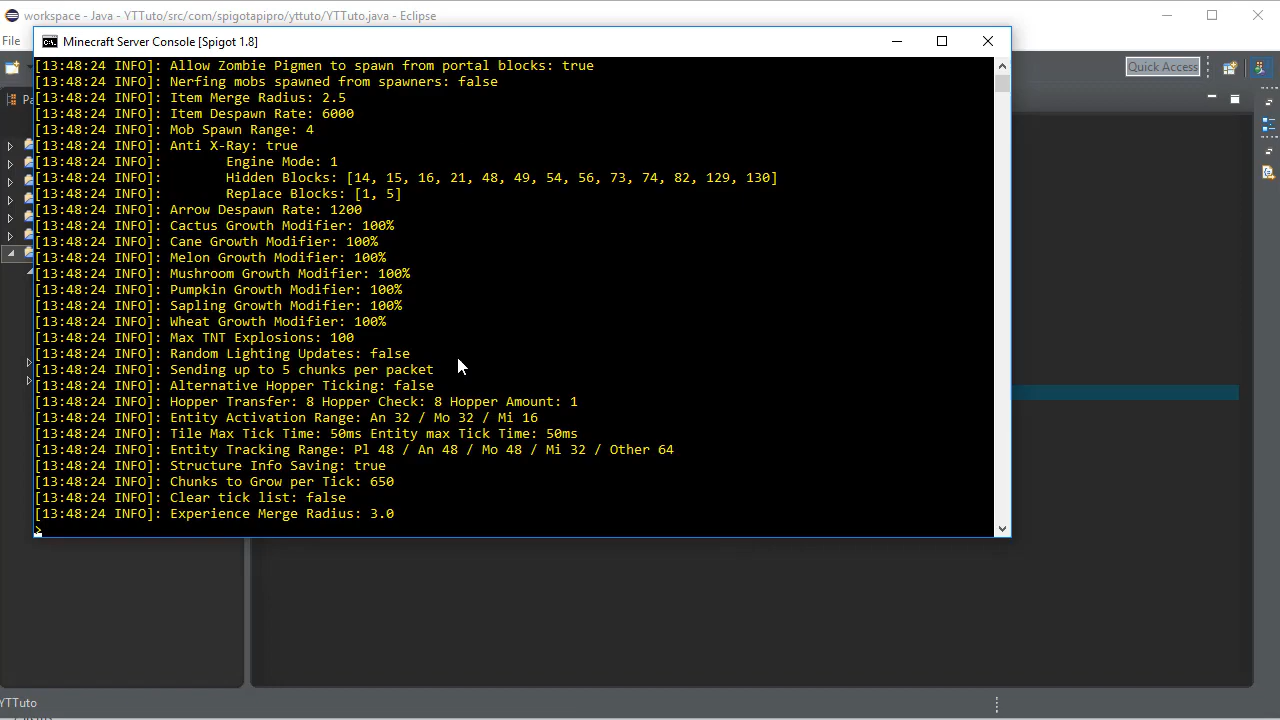 workspace - Java - YTTuto/src/com/spigotapipro/yttuto/YTTuto.java - Eclipse
File
Minecraft Server Console [Spigot 1.8]
Quick Access
Pa
[13:48:24 INFO]: Allow Zombie Pigmen to spawn from portal blocks: true
[13:48:24 INFO]: Nerfing mobs spawned from spawners: false
[13:48:24 INFO]: Item Merge Radius: 2.5
[13:48:24 INFO]: Item Despawn Rate: 6000
[13:48:24 INFO]: Mob Spawn Range: 4
[13:48:24 INFO]: Anti X-Ray: true
[13:48:24 INFO]:        Engine Mode: 1
[13:48:24 INFO]:        Hidden Blocks: [14, 15, 16, 21, 48, 49, 54, 56, 73, 74, 82, 129, 130]
[13:48:24 INFO]:        Replace Blocks: [1, 5]
[13:48:24 INFO]: Arrow Despawn Rate: 1200
[13:48:24 INFO]: Cactus Growth Modifier: 100%
[13:48:24 INFO]: Cane Growth Modifier: 100%
[13:48:24 INFO]: Melon Growth Modifier: 100%
[13:48:24 INFO]: Mushroom Growth Modifier: 100%
[13:48:24 INFO]: Pumpkin Growth Modifier: 100%
[13:48:24 INFO]: Sapling Growth Modifier: 100%
[13:48:24 INFO]: Wheat Growth Modifier: 100%
[13:48:24 INFO]: Max TNT Explosions: 100
[13:48:24 INFO]: Random Lighting Updates: false
[13:48:24 INFO]: Sending up to 5 chunks per packet
[13:48:24 INFO]: Alternative Hopper Ticking: false
[13:48:24 INFO]: Hopper Transfer: 8 Hopper Check: 8 Hopper Amount: 1
[13:48:24 INFO]: Entity Activation Range: An 32 / Mo 32 / Mi 16
[13:48:24 INFO]: Tile Max Tick Time: 50ms Entity max Tick Time: 50ms
[13:48:24 INFO]: Entity Tracking Range: Pl 48 / An 48 / Mo 48 / Mi 32 / Other 64
[13:48:24 INFO]: Structure Info Saving: true
[13:48:24 INFO]: Chunks to Grow per Tick: 650
[13:48:24 INFO]: Clear tick list: false
[13:48:24 INFO]: Experience Merge Radius: 3.0
>
YTTuto